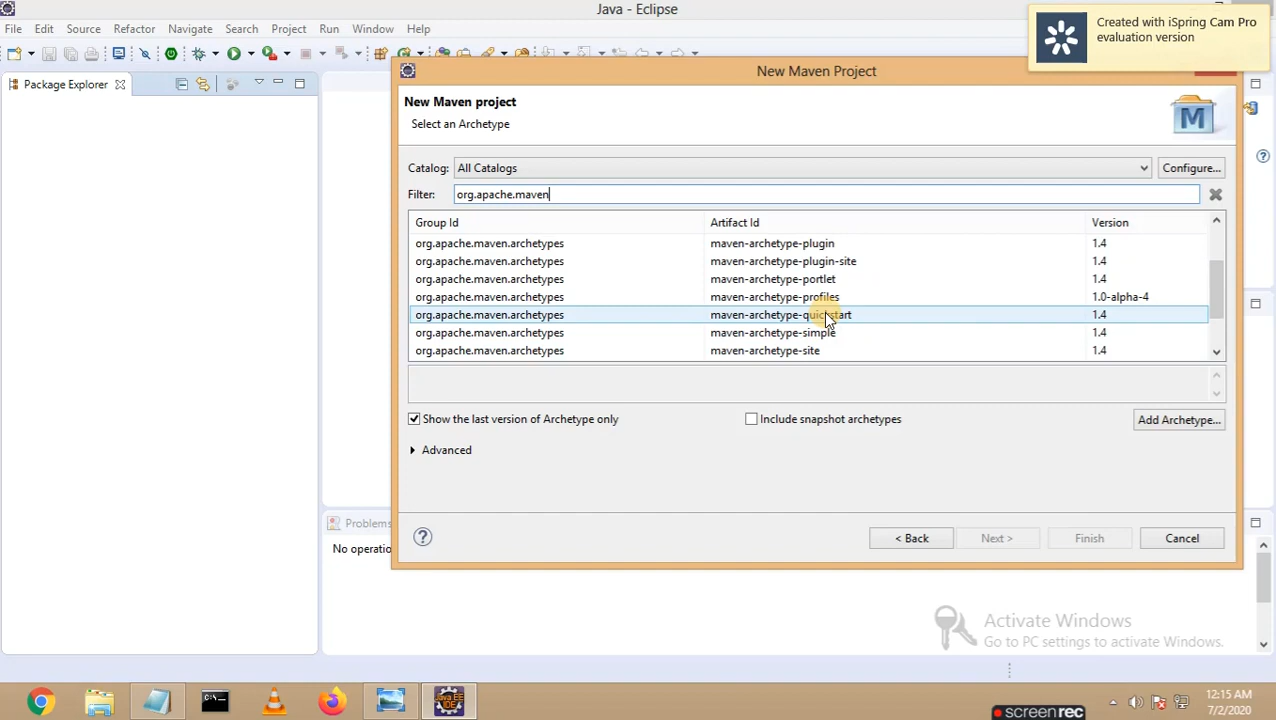 Java - Eclipse
Created with iSpring Cam Pro
evaluation version
File Edit Source Refactor Navigate Search Project Run Window Help
Package Explorer
New Maven Project
New Maven project
Select an Archetype
M
Catalog: All Catalogs Configure...
Filter: org.apache.maven
Group Id Artifact Id Version
org.apache.maven.archetypes maven-archetype-plugin 1.4
org.apache.maven.archetypes maven-archetype-plugin-site 1.4
org.apache.maven.archetypes maven-archetype-portlet 1.4
org.apache.maven.archetypes maven-archetype-profiles 1.0-alpha-4
org.apache.maven.archetypes maven-archetype-quickstart 1.4
org.apache.maven.archetypes maven-archetype-simple 1.4
org.apache.maven.archetypes maven-archetype-site 1.4
Show the last version of Archetype only Include snapshot archetypes Add Archetype...
Advanced
Problems
No operatio
< Back Next > Finish Cancel
Activate Windows
Go to PC settings to activate Windows.
Java EE
IDE
12:15 AM
7/2/2020
screenrec